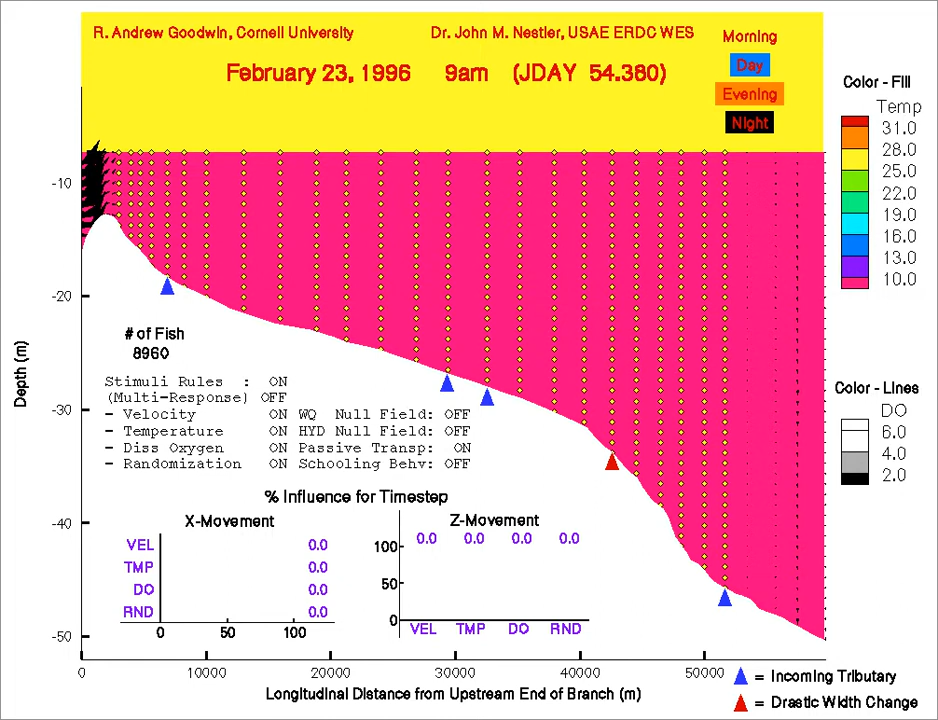 R. Andrew Goodwin, Cornell University    Dr. John M. Nestler, USAE ERDC WES    Morning
February 23, 1996    9am    (JDAY 54.380)
Day
Evening
Night
Color - Fill
Temp
31.0
28.0
25.0
22.0
19.0
16.0
13.0
10.0
Color - Lines
DO
6.0
4.0
2.0
Depth (m)
-10
-20
-30
-40
-50
# of Fish
8960
Stimuli Rules : ON
(Multi-Response) OFF
- Velocity ON WQ Null Field: OFF
- Temperature ON HYD Null Field: OFF
- Diss Oxygen ON Passive Transp: ON
- Randomization ON Schooling Behv: OFF
% Influence for Timestep
X-Movement
VEL 0.0
TMP 0.0
DO 0.0
RND 0.0
0 50 100
Z-Movement
0.0 0.0 0.0 0.0
100
50
0
VEL TMP DO RND
0 10000 20000 30000 40000 50000
Longitudinal Distance from Upstream End of Branch (m)
= Incoming Tributary
= Drastic Width Change